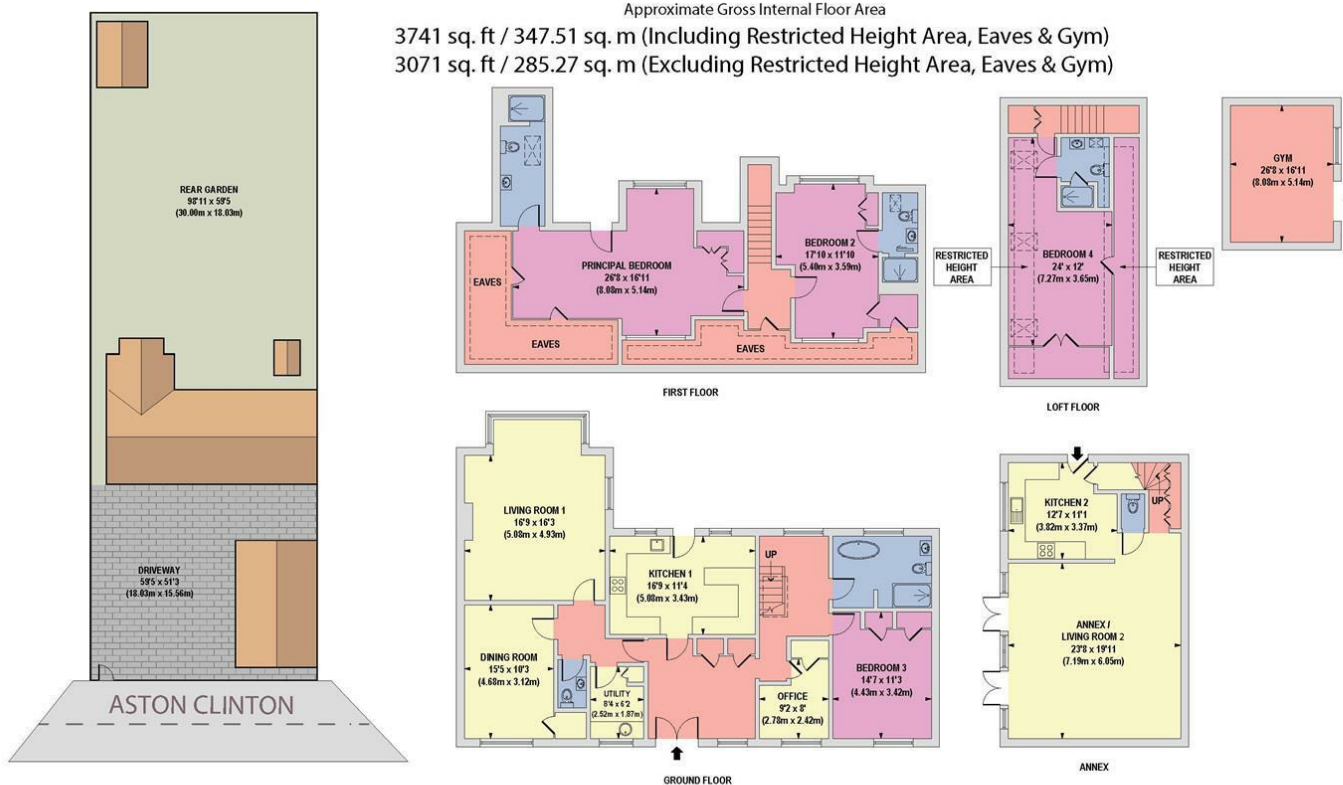 Approximate Gross Internal Floor Area
3741 sq. ft / 347.51 sq. m (Including Restricted Height Area, Eaves & Gym)
3071 sq. ft / 285.27 sq. m (Excluding Restricted Height Area, Eaves & Gym)
REAR GARDEN
98'11 x 59'5
(30.00m x 18.03m)
DRIVEWAY
59'5 x 51'3
(18.03m x 15.56m)
ASTON CLINTON
EAVES
EAVES
PRINCIPAL BEDROOM
26'8 x 16'11
(8.08m x 5.14m)
BEDROOM 2
17'10 x 11'10
(5.40m x 3.59m)
EAVES
FIRST FLOOR
RESTRICTED
HEIGHT
AREA
BEDROOM 4
24' x 12'
(7.27m x 3.65m)
RESTRICTED
HEIGHT
AREA
LOFT FLOOR
GYM
26'8 x 16'11
(8.08m x 5.14m)
LIVING ROOM 1
16'9 x 16'3
(5.08m x 4.93m)
KITCHEN 1
16'9 x 11'4
(5.08m x 3.43m)
UP
DINING ROOM
15'5 x 10'3
(4.68m x 3.12m)
UTILITY
8'4 x 6'2
(2.52m x 1.87m)
OFFICE
9'2 x 8'
(2.78m x 2.42m)
BEDROOM 3
14'7 x 11'3
(4.43m x 3.42m)
GROUND FLOOR
KITCHEN 2
12'7 x 11'1
(3.82m x 3.37m)
UP
ANNEX /
LIVING ROOM 2
23'8 x 19'11
(7.19m x 6.05m)
ANNEX